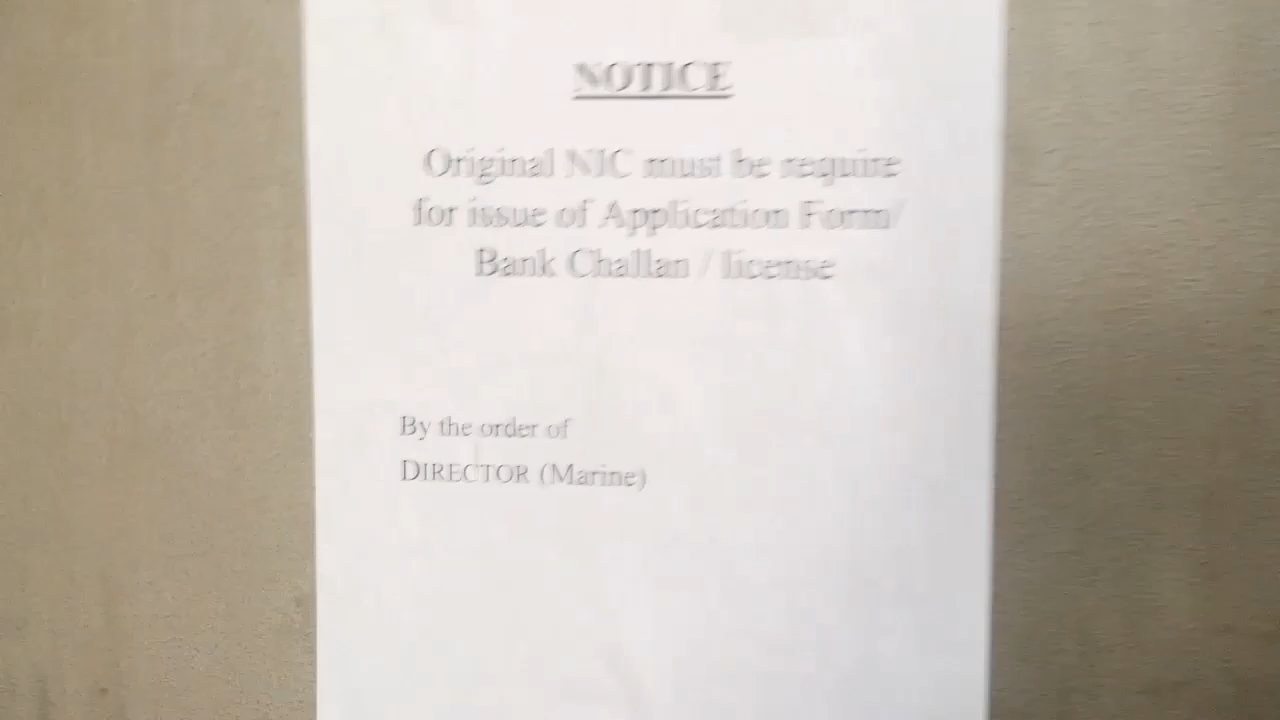 NOTICE
Original NIC must be require
for issue of Application Form/
Bank Challan / license
By the order of
DIRECTOR (Marine)